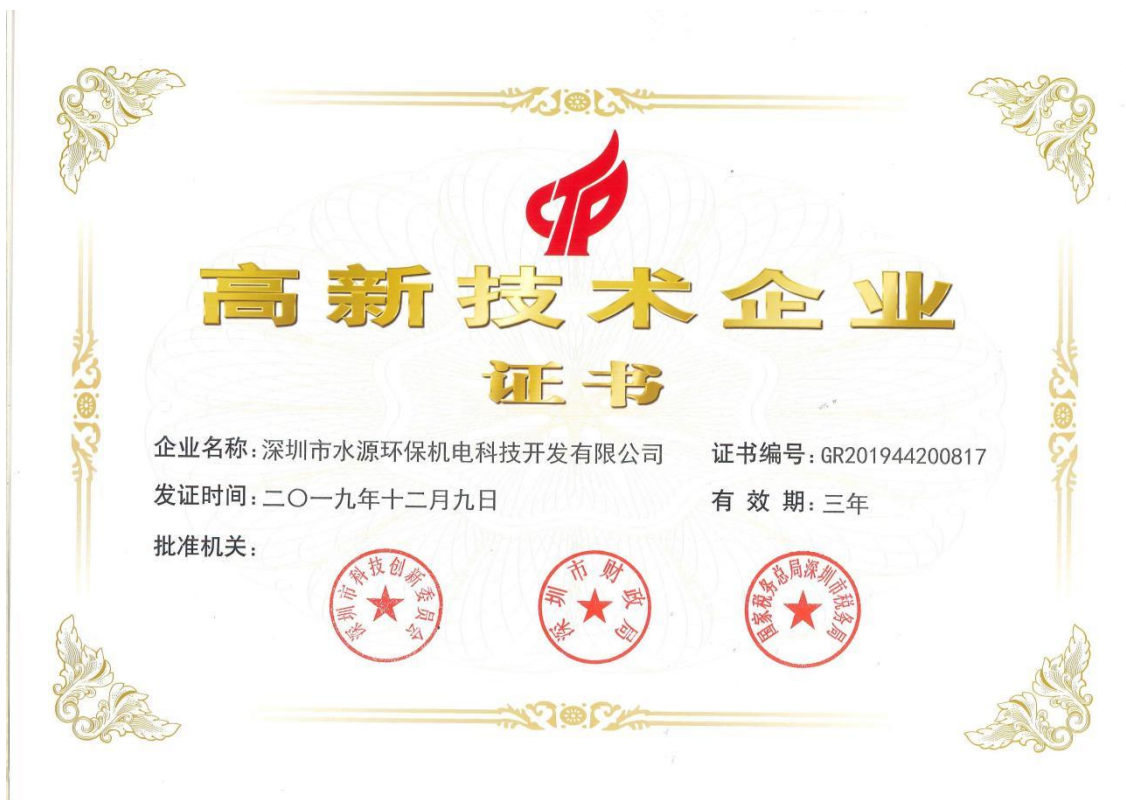 高新技术企业
证书
企业名称:深圳市水源环保机电科技开发有限公司 证书编号:GR201944200817
发证时间:二〇一九年十二月九日 有效期:三年
批准机关:
深圳市科技创新委员会 深圳市财政局 国家税务总局深圳市税务局